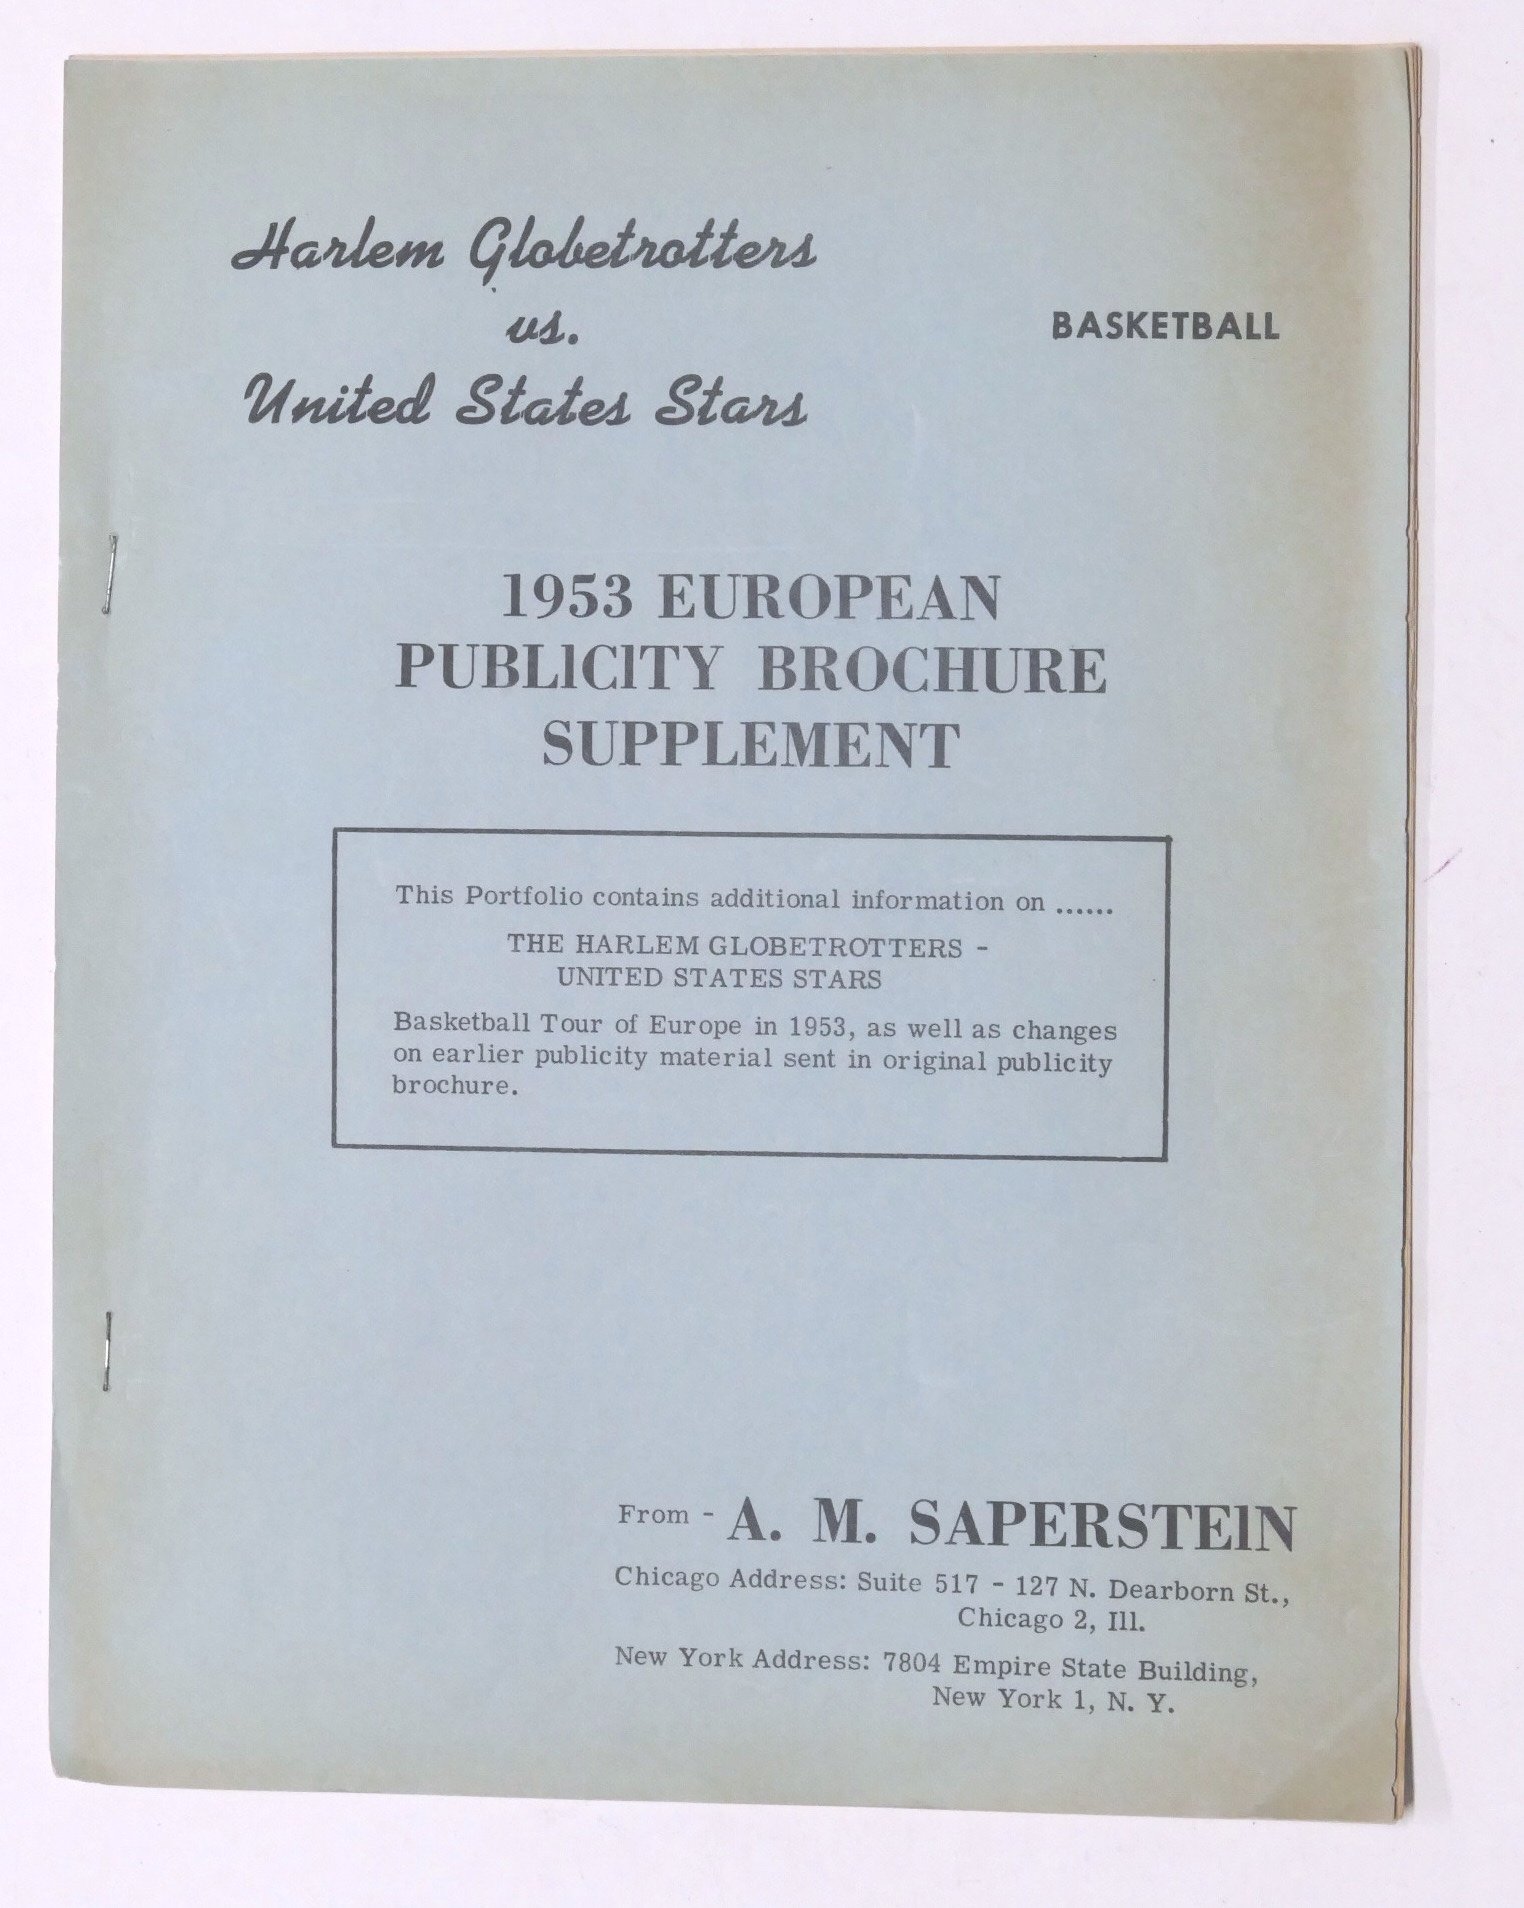 Harlem Globetrotters
vs.
United States Stars
BASKETBALL
1953 EUROPEAN
PUBLICITY BROCHURE
SUPPLEMENT
This Portfolio contains additional information on ......
THE HARLEM GLOBETROTTERS -
UNITED STATES STARS
Basketball Tour of Europe in 1953, as well as changes
on earlier publicity material sent in original publicity
brochure.
From - A. M. SAPERSTEIN
Chicago Address: Suite 517 - 127 N. Dearborn St.,
Chicago 2, Ill.
New York Address: 7804 Empire State Building,
New York 1, N. Y.